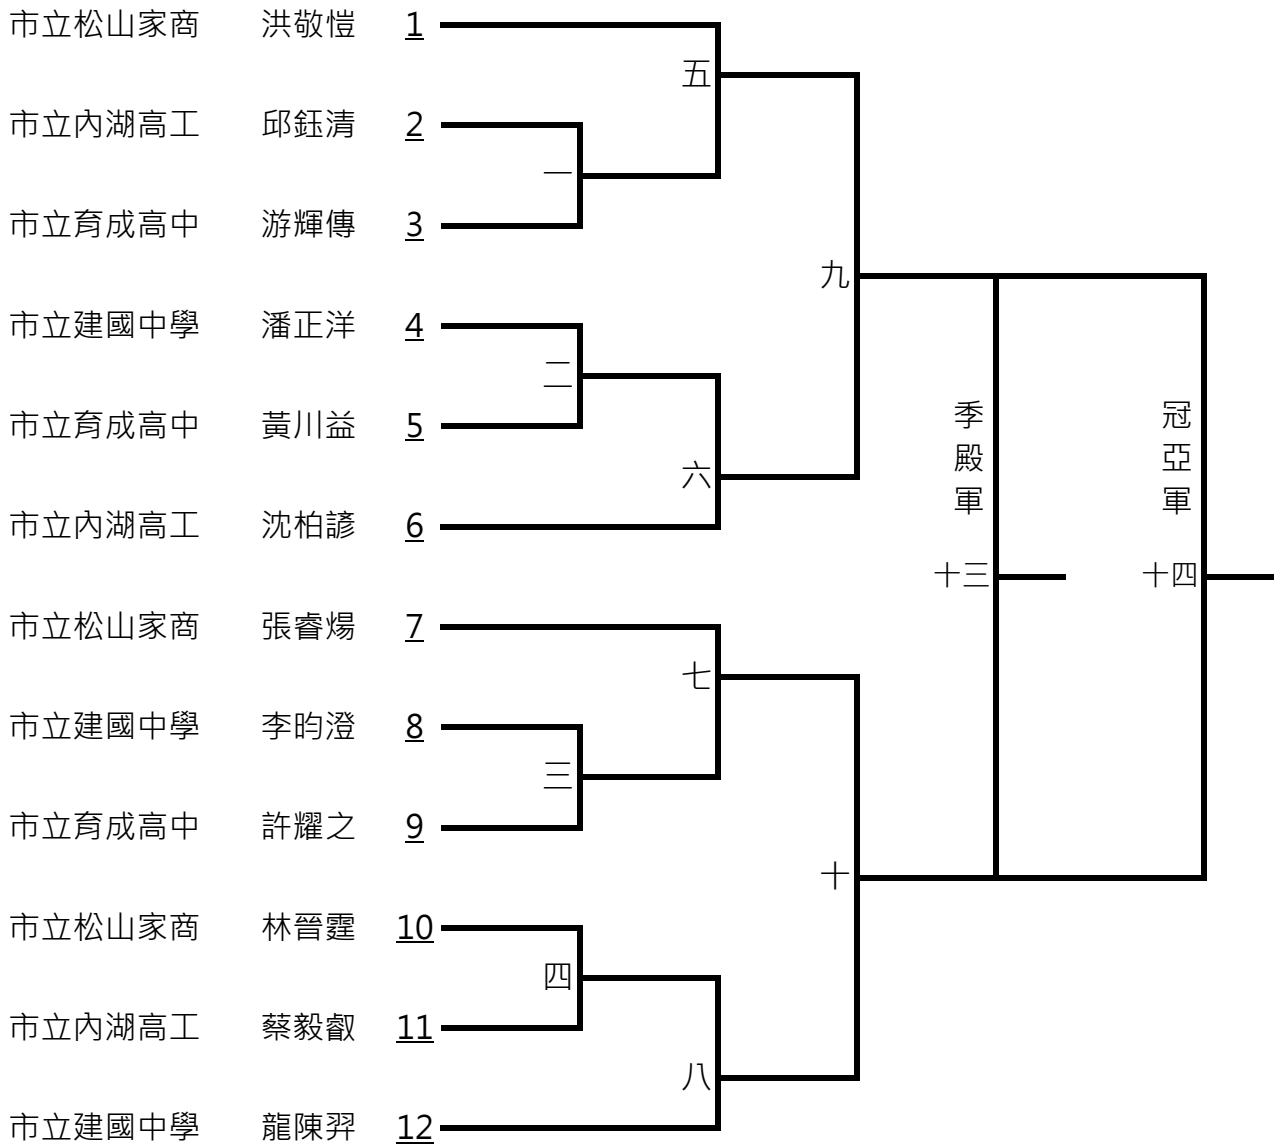 市立松山家商 洪敬愷 1
五
市立內湖高工 邱鈺清 2
一
市立育成高中 游輝傳 3
九
市立建國中學 潘正洋 4
二
市立育成高中 黃川益 5
季殿軍
冠亞軍
六
市立內湖高工 沈柏諺 6
十三
十四
市立松山家商 張睿煬 7
七
市立建國中學 李昀澄 8
三
市立育成高中 許耀之 9
十
市立松山家商 林晉霆 10
四
市立內湖高工 蔡毅叡 11
八
市立建國中學 龍陳羿 12